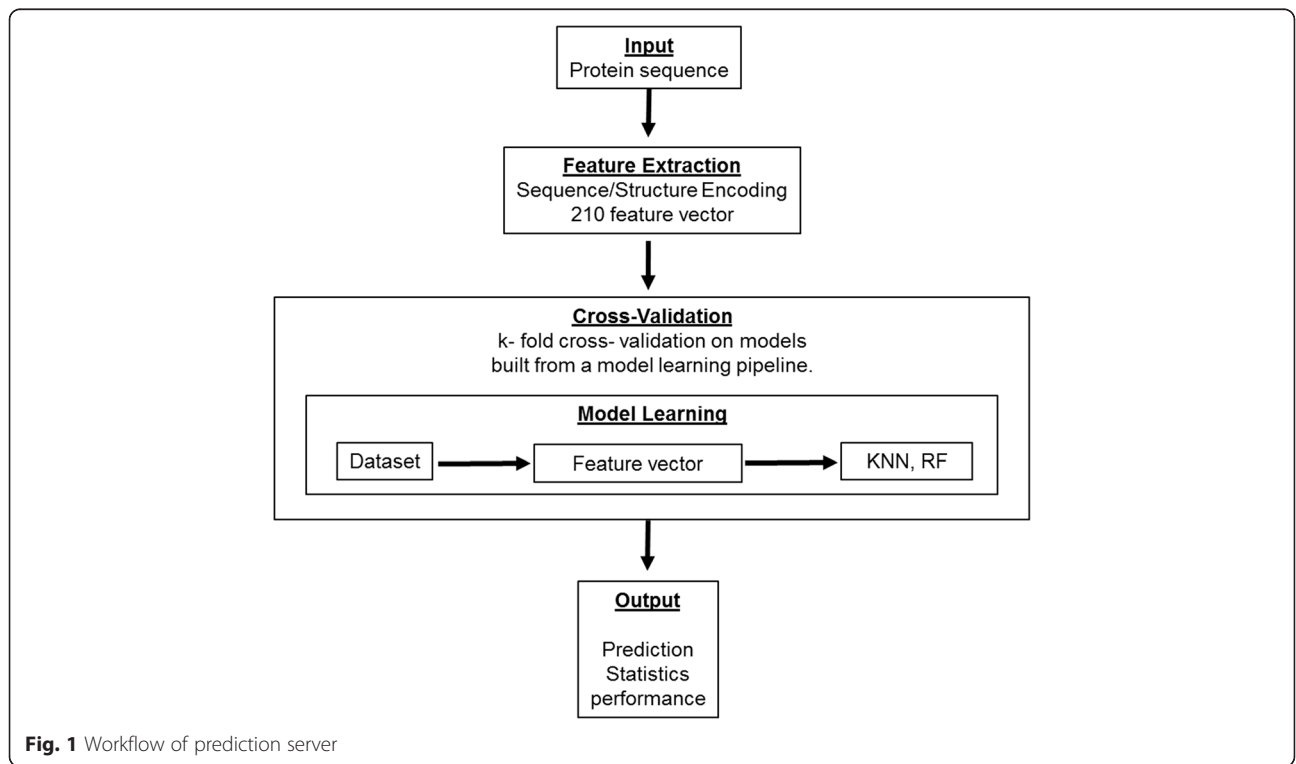 Input
Protein sequence
Feature Extraction
Sequence/Structure Encoding
210 feature vector
Cross-Validation
k- fold cross- validation on models
built from a model learning pipeline.
Model Learning
Dataset
Feature vector
KNN, RF
Output
Prediction
Statistics
performance
Fig. 1 Workflow of prediction server